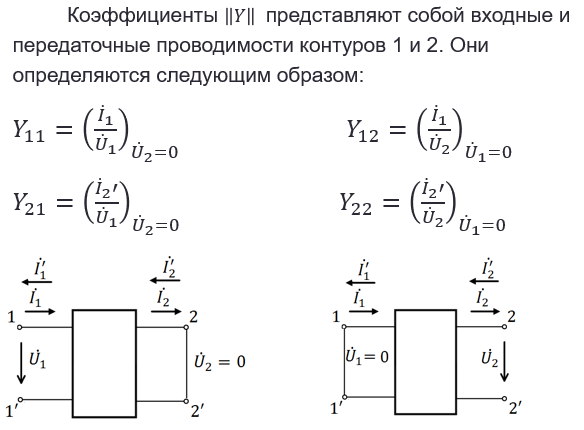 Коэффициенты ||Y|| представляют собой входные и
передаточные проводимости контуров 1 и 2. Они
определяются следующим образом:
Y₁₁ = (İ₁/U̇₁)U̇₂=0 Y₁₂ = (İ₁/U̇₂)U̇₁=0
Y₂₁ = (İ₂′/U̇₁)U̇₂=0 Y₂₂ = (İ₂′/U̇₂)U̇₁=0
İ₁′ İ₂′ İ₁′ İ₂′
İ₁ İ₂ İ₁ İ₂
1 2 1 2
U̇₁ U̇₂ = 0 U̇₁= 0 U̇₂
1′ 2′ 1′ 2′